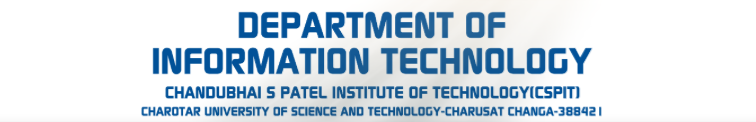 DEPARTMENT OF
INFORMATION TECHNOLOGY
CHANDUBHAI S PATEL INSTITUTE OF TECHNOLOGY(CSPIT)
CHAROTAR UNIVERSITY OF SCIENCE AND TECHNOLOGY-CHARUSAT CHANGA-388421